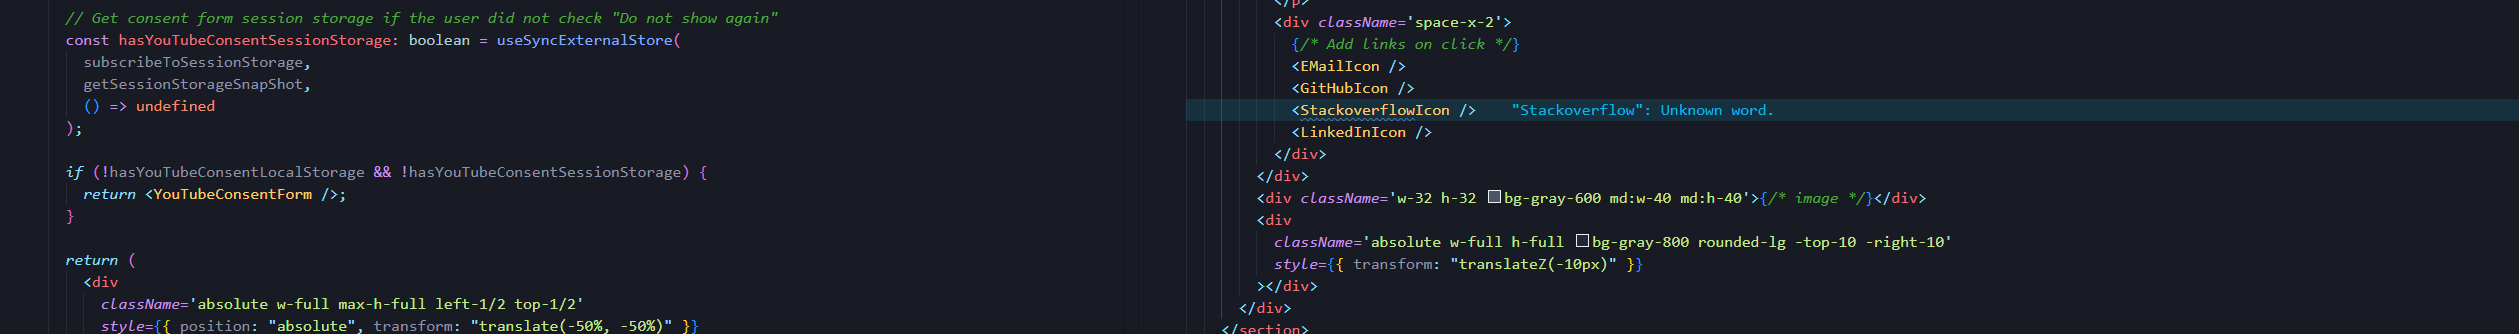 // Get consent form session storage if the user did not check "Do not show again"
const hasYouTubeConsentSessionStorage: boolean = useSyncExternalStore(
subscribeToSessionStorage,
getSessionStorageSnapShot,
() => undefined
);
if (!hasYouTubeConsentLocalStorage && !hasYouTubeConsentSessionStorage) {
return <YouTubeConsentForm />;
}
return (
<div
className='absolute w-full max-h-full left-1/2 top-1/2'
style={{ position: "absolute", transform: "translate(-50%, -50%)" }}
</p>
<div className='space-x-2'>
{/* Add links on click */}
<EMailIcon />
<GitHubIcon />
<StackoverflowIcon /> "Stackoverflow": Unknown word.
<LinkedInIcon />
</div>
</div>
<div className='w-32 h-32 bg-gray-600 md:w-40 md:h-40'>{/* image */}</div>
<div
className='absolute w-full h-full bg-gray-800 rounded-lg -top-10 -right-10'
style={{ transform: "translateZ(-10px)" }}
></div>
</div>
</section>